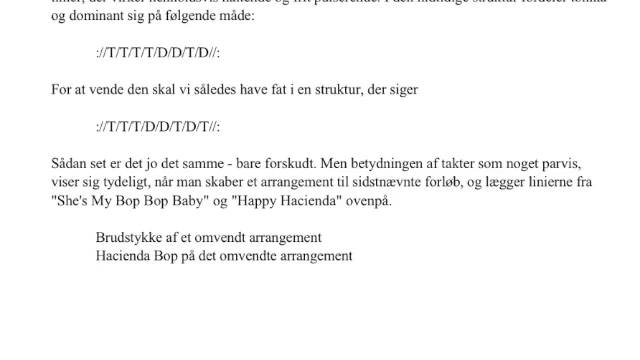 og dominant sig på følgende måde:
://T/T/T/T/D/D/T/D//:
For at vende den skal vi således have fat i en struktur, der siger
://T/T/T/D/D/T/D/T//:
Sådan set er det jo det samme - bare forskudt. Men betydningen af takter som noget parvis,
viser sig tydeligt, når man skaber et arrangement til sidstnævnte forløb, og lægger linierne fra
"She's My Bop Bop Baby" og "Happy Hacienda" ovenpå.
Brudstykke af et omvendt arrangement
Hacienda Bop på det omvendte arrangement